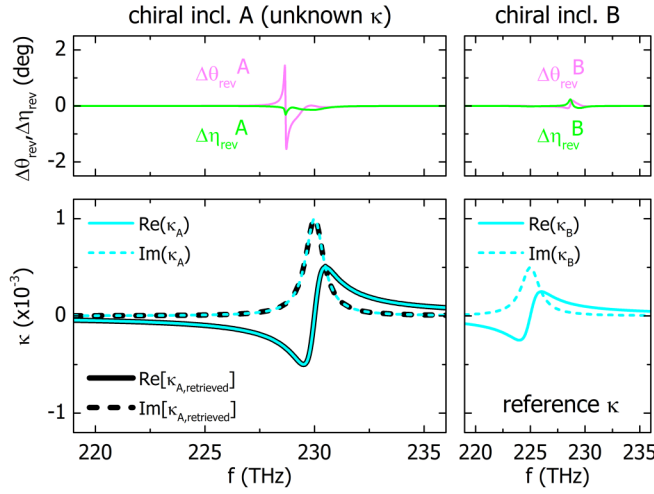 chiral incl. A (unknown κ)
chiral incl. B
Δθrev,Δηrev (deg)
2
0
-2
ΔθrevA
ΔηrevA
ΔθrevB
ΔηrevB
κ (x10-3)
1
0
-1
Re(κA)
Im(κA)
Re[κA,retrieved]
Im[κA,retrieved]
Re(κB)
Im(κB)
reference κ
220 225 230 235
220 225 230 235
f (THz)
f (THz)